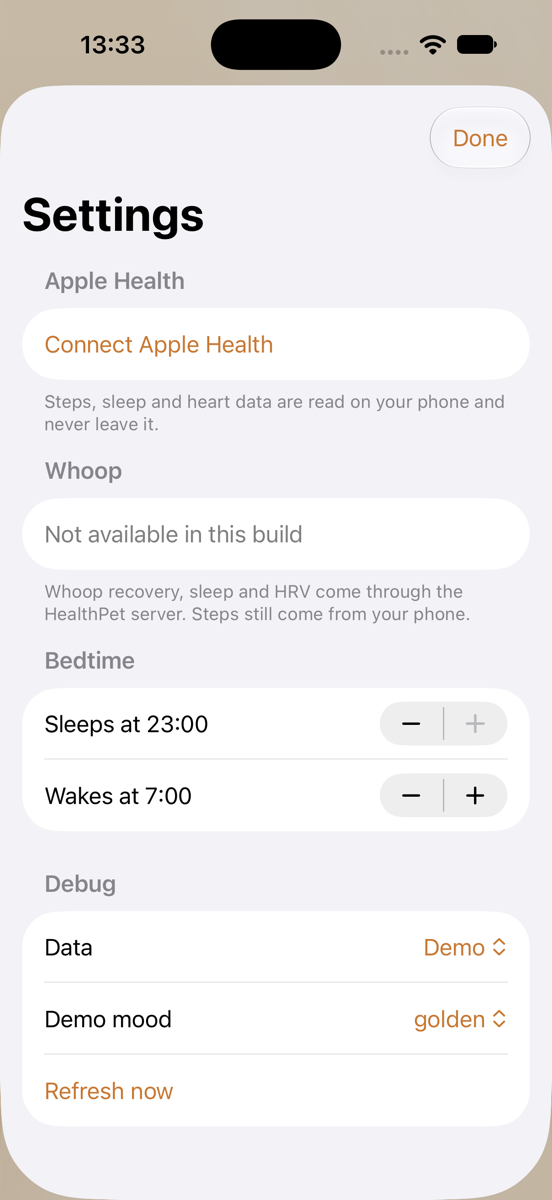 13:33
Done
Settings
Apple Health
Connect Apple Health
Steps, sleep and heart data are read on your phone and
never leave it.
Whoop
Not available in this build
Whoop recovery, sleep and HRV come through the
HealthPet server. Steps still come from your phone.
Bedtime
Sleeps at 23:00
Wakes at 7:00
Debug
Data Demo
Demo mood golden
Refresh now